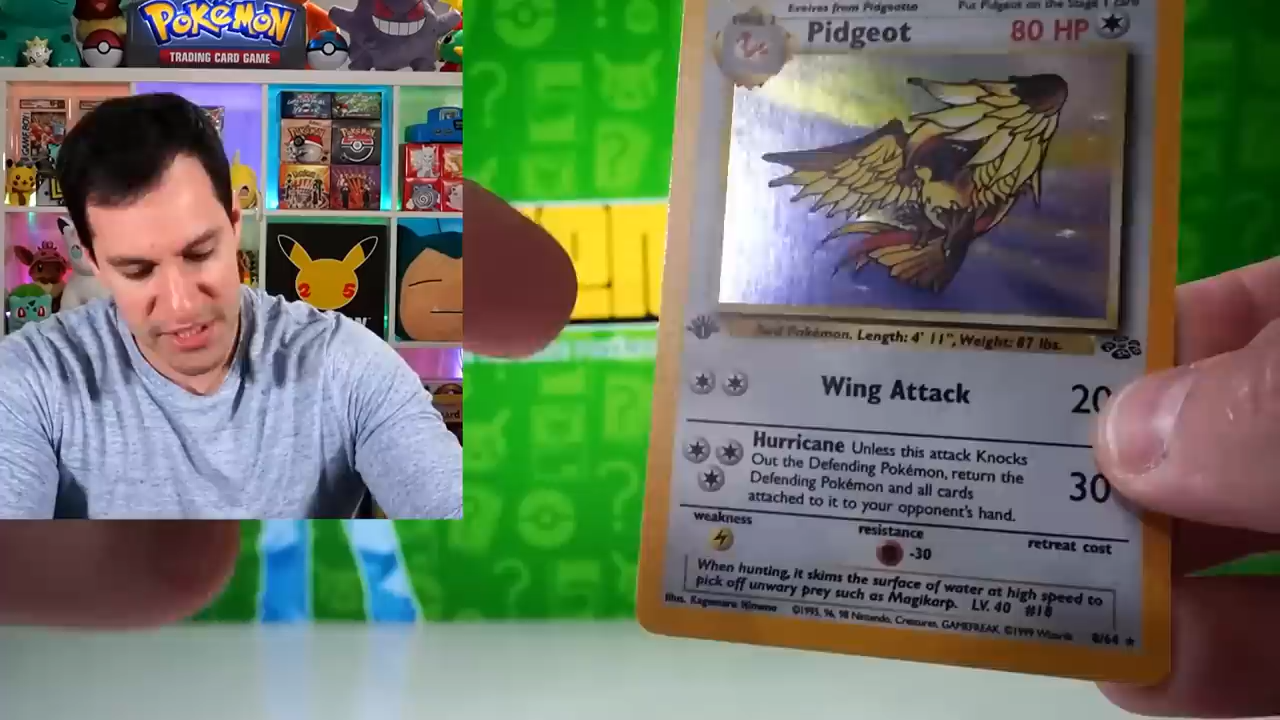 POKéMON
TRADING CARD GAME
25
Evolves from Pidgeotto
Put Pidgeot on the Stage 1 card
Pidgeot
80 HP
Bird Pokémon. Length: 4' 11", Weight: 87 lbs.
Wing Attack 20
Hurricane Unless this attack Knocks
Out the Defending Pokémon, return the
Defending Pokémon and all cards
attached to it to your opponent's hand.
30
weakness
resistance
retreat cost
-30
When hunting, it skims the surface of water at high speed to
pick off unwary prey such as Magikarp. LV. 40 #18
Illus. Kagemaru Himeno ©1995, 96, 98 Nintendo, Creatures, GAMEFREAK. ©1999 Wizards 8/64